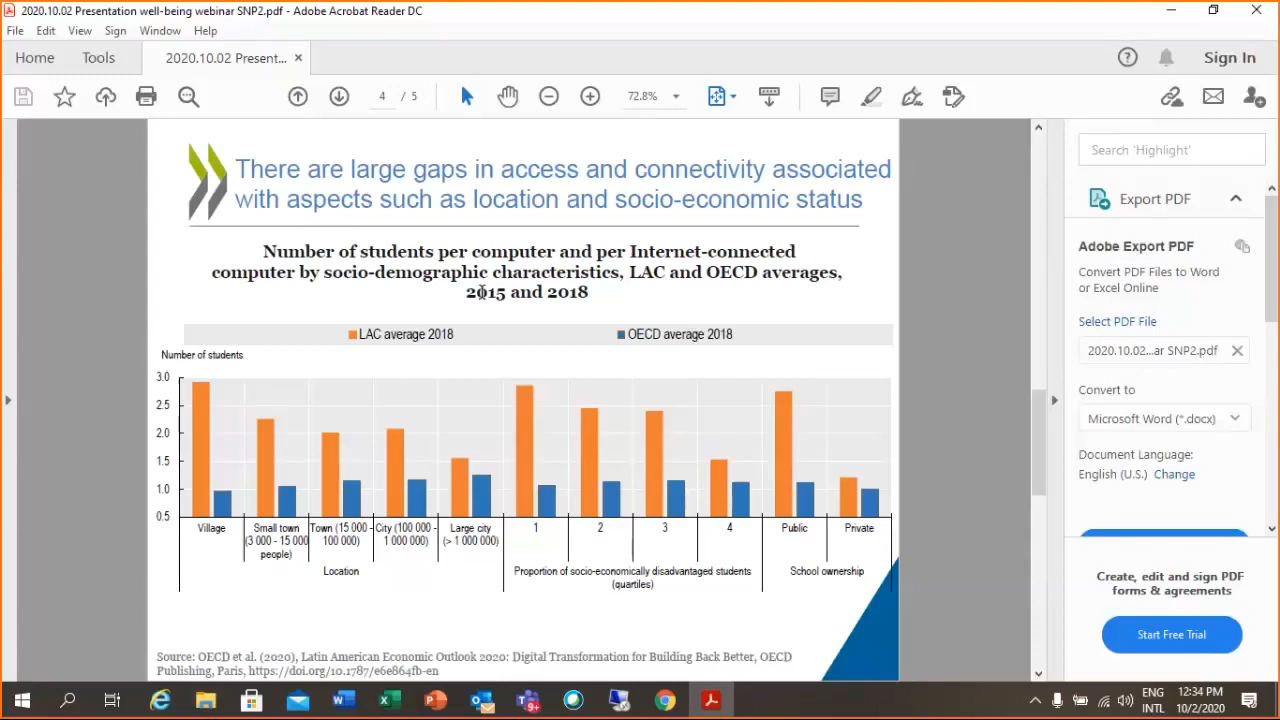 2020.10.02 Presentation well-being webinar SNP2.pdf - Adobe Acrobat Reader DC
File Edit View Sign Window Help
Home Tools 2020.10.02 Present... × Sign In
4 / 5 72.8%
There are large gaps in access and connectivity associated
with aspects such as location and socio-economic status
Number of students per computer and per Internet-connected
computer by socio-demographic characteristics, LAC and OECD averages,
2015 and 2018
LAC average 2018 OECD average 2018
Number of students
3.0
2.5
2.0
1.5
1.0
0.5
Village Small town (3 000 - 15 000 people) Town (15 000 - 100 000) City (100 000 - 1 000 000) Large city (> 1 000 000) 1 2 3 4 Public Private
Location Proportion of socio-economically disadvantaged students (quartiles) School ownership
Source: OECD et al. (2020), Latin American Economic Outlook 2020: Digital Transformation for Building Back Better, OECD
Publishing, Paris, https://doi.org/10.1787/e6e864fb-en
Search 'Highlight'
Export PDF
Adobe Export PDF
Convert PDF Files to Word
or Excel Online
Select PDF File
2020.10.02...ar SNP2.pdf
Convert to
Microsoft Word (*.docx)
Document Language:
English (U.S.) Change
Create, edit and sign PDF
forms & agreements
Start Free Trial
9+
ENG 12:34 PM
INTL 10/2/2020